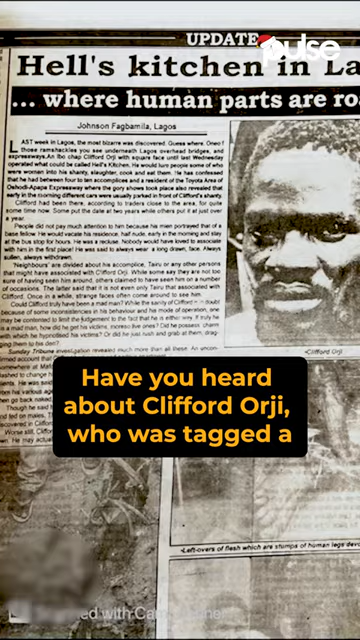 UPDATE
pulse
Hell's kitchen in La
... where human parts are ro
Johnson Fagbamila, Lagos
LAST week in Lagos, the most bizarre was discovered. Guess where. One of
those ramshackles you see underneath Lagos overhead bridges, and
expressways. An Ibo chap Clifford Orji with square face until last Wednesday
operated what could be called Hell's Kitchen. He would lure people some of who
were woman into his shanty, slaughter, cook and eat them. He has confessed
that he had between four to ten accomplices and a resident of the Toyota Area of
Oshodi-Apapa Expressway where the gory shows took place also revealed that
early in the morning different cars were usually parked in front of Clifford's shanty.
Clifford had been there, according to traders close to the area, for quite
some time now. Some put the date at two years while others put it at just over
a year.
People did not pay much attention to him because his mien portrayed that of a
base fellow. He would vacate his residence, half nude, early in the morning and stay
at the bus stop for hours. He was a recluse. Nobody would have loved to associate
with him in the first place! He was said to always wear a long drawn, face. Always
sullen, always withdrawn.
Neighbours' are divided about his accomplice, Tairu or any other persons
that might have associated with Clifford Orji. While some say they are not too
sure of having seen him around, others claimed to have seen him on a number
of occasions. The latter said that it is not even only Tairu that associated with
Clifford. Once in a while, strange faces often come around to see him.
Could Clifford truly have been a mad man? While the sanity of Clifford is in doubt
because of some inconsistencies in his behaviour and his mode of operation, one
may be contented to limit the judgement to the fact that he is either way. If truly he
is a mad man, how did he get his victims,
with which he hypnotised his victims? Or did he just rush and grab at them, drag-
ging them to his den?
Sunday Tribune investigation revealed much more than all these. An uncon-
•Clifford Orji
Have you heard
about Clifford Orji,
who was tagged a
•Left-overs of flesh which are stumps of human legs devo